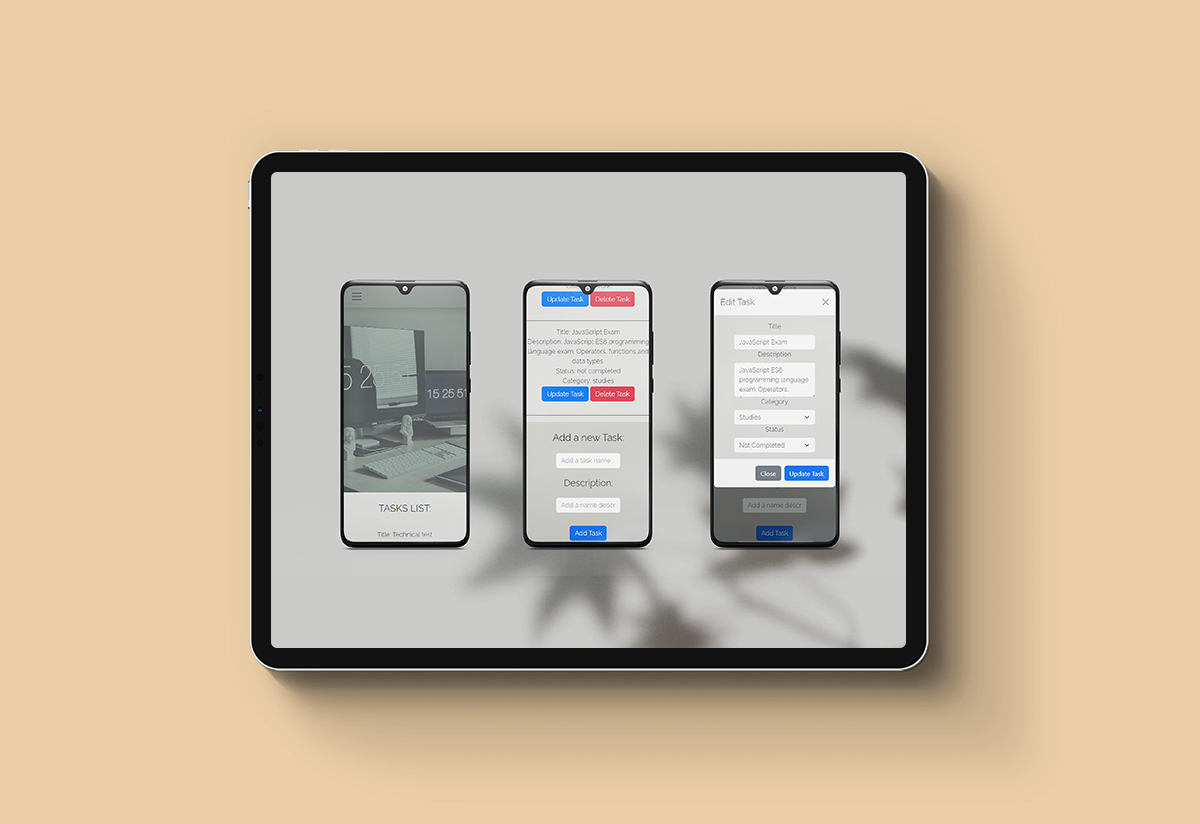 5 25 51
15 25 51
TASKS LIST:
Title: Technical test
Update Task Delete Task
Title: JavaScript Exam
Description: JavaScript ES6 programming
language exam. Operators, functions and
data types.
Status: not completed
Category: studies
Update Task Delete Task
Add a new Task:
Add a task name...
Description:
Add a name descr
Add Task
Edit Task
Title
JavaScript Exam
Description
JavaScript ES6
programming language
exam. Operators,
Category
Studies
Status
Not Completed
Close Update Task
Add a name descr
Add Task